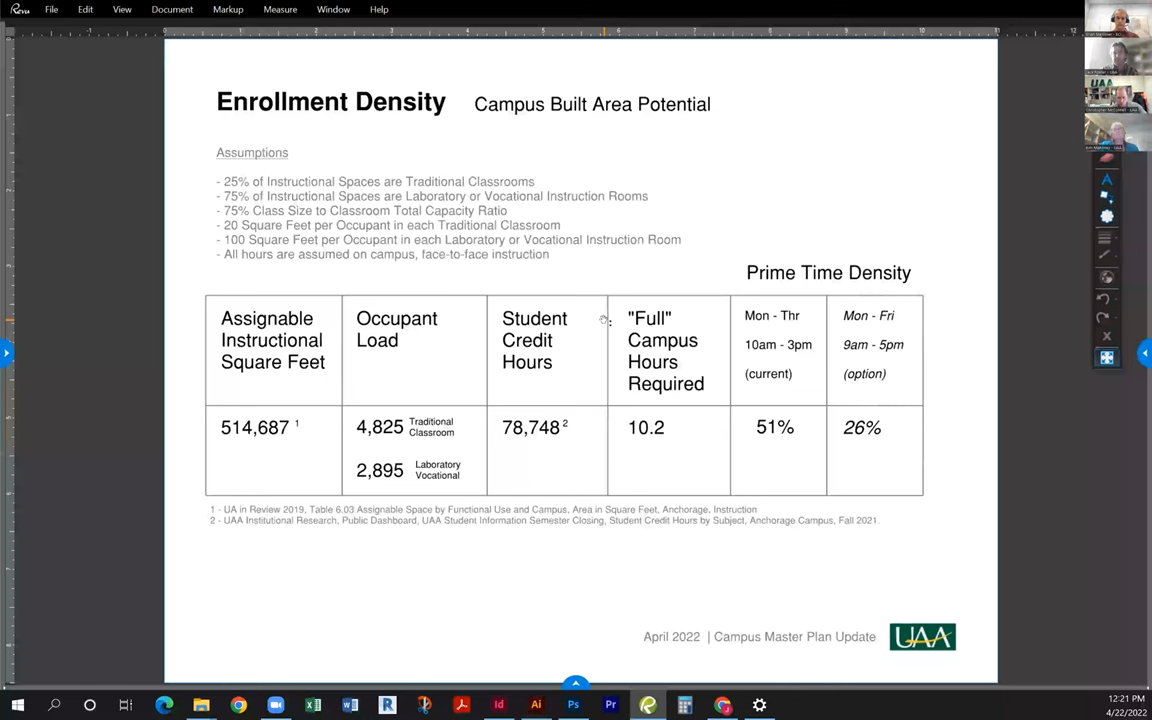 Revu File Edit View Document Markup Measure Window Help
Enrollment Density Campus Built Area Potential
Assumptions
- 25% of Instructional Spaces are Traditional Classrooms
- 75% of Instructional Spaces are Laboratory or Vocational Instruction Rooms
- 75% Class Size to Classroom Total Capacity Ratio
- 20 Square Feet per Occupant in each Traditional Classroom
- 100 Square Feet per Occupant in each Laboratory or Vocational Instruction Room
- All hours are assumed on campus, face-to-face instruction
Prime Time Density
Assignable
Instructional
Square Feet
Occupant
Load
Student
Credit
Hours
"Full"
Campus
Hours
Required
Mon - Thr
10am - 3pm
(current)
Mon - Fri
9am - 5pm
(option)
514,687 1
4,825 Traditional
Classroom
2,895 Laboratory
Vocational
78,748 2
10.2
51%
26%
1 - UA in Review 2019, Table 6.03 Assignable Space by Functional Use and Campus, Area in Square Feet, Anchorage, Instruction
2 - UAA Institutional Research, Public Dashboard, UAA Student Information Semester Closing, Student Credit Hours by Subject, Anchorage Campus, Fall 2021.
April 2022 | Campus Master Plan Update UAA
12:21 PM
4/22/2022